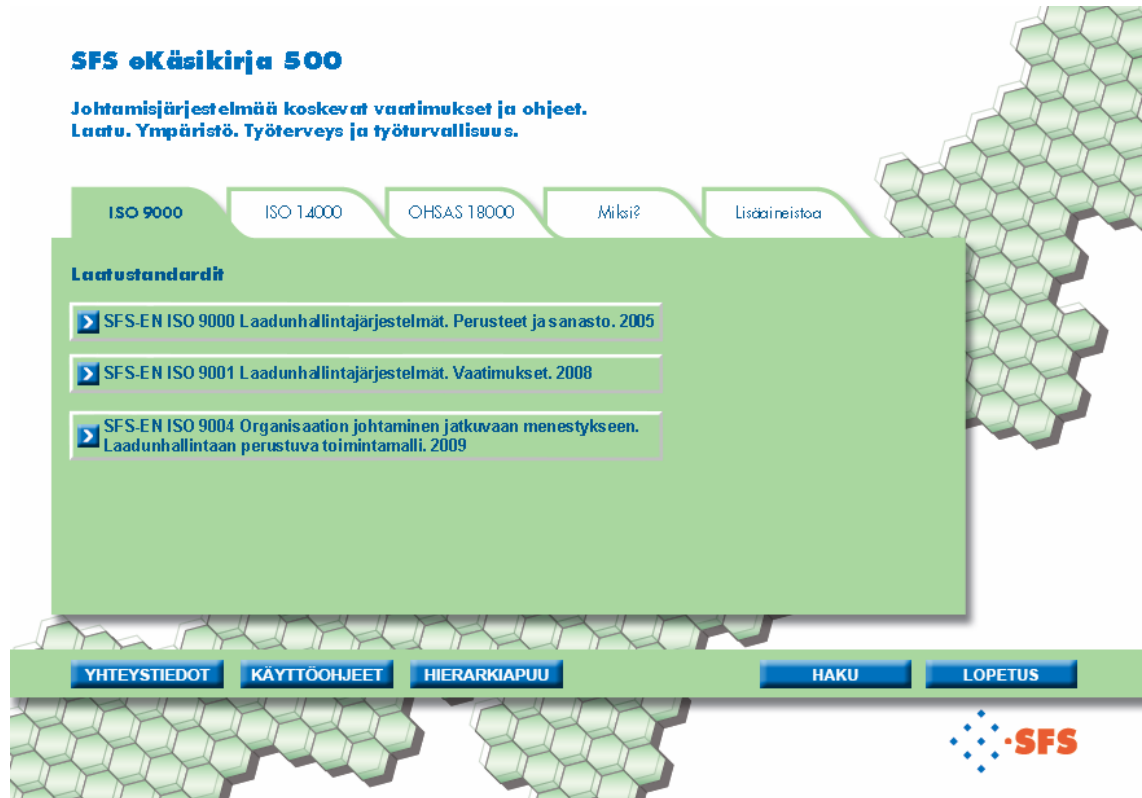 SFS eKäsikirja 500
Johtamisjärjestelmää koskevat vaatimukset ja ohjeet.
Laatu. Ympäristö. Työterveys ja työturvallisuus.
ISO 9000
ISO 14000
OHSAS 18000
Miksi?
Lisäaineistoa
Laatustandardit
SFS-EN ISO 9000 Laadunhallintajärjestelmät. Perusteet ja sanasto. 2005
SFS-EN ISO 9001 Laadunhallintajärjestelmät. Vaatimukset. 2008
SFS-EN ISO 9004 Organisaation johtaminen jatkuvaan menestykseen.
Laadunhallintaan perustuva toimintamalli. 2009
YHTEYSTIEDOT
KÄYTTÖOHJEET
HIERARKIAPUU
HAKU
LOPETUS
SFS